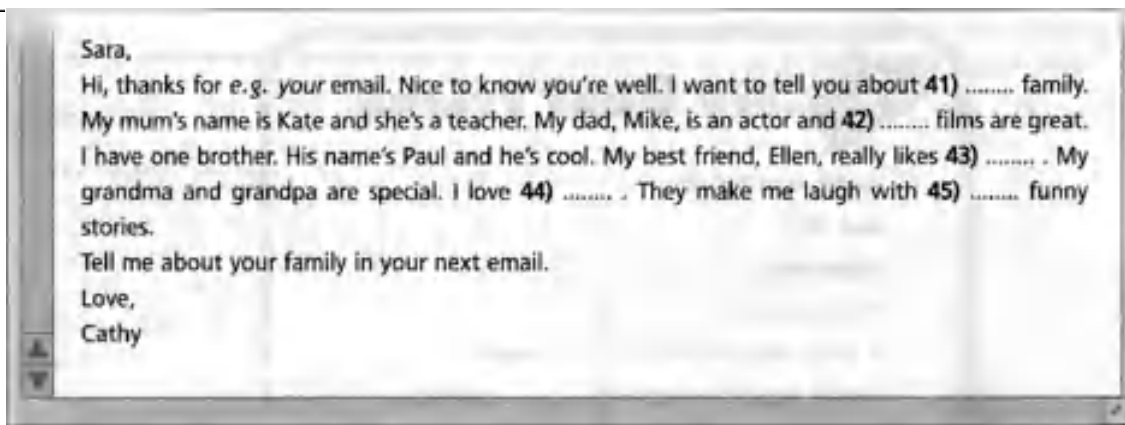 Sara,
Hi, thanks for e.g. your email. Nice to know you're well. I want to tell you about 41) ........ family.
My mum's name is Kate and she's a teacher. My dad, Mike, is an actor and 42) ........ films are great.
I have one brother. His name's Paul and he's cool. My best friend, Ellen, really likes 43) ........ . My
grandma and grandpa are special. I love 44) ........ . They make me laugh with 45) ........ funny
stories.
Tell me about your family in your next email.
Love,
Cathy